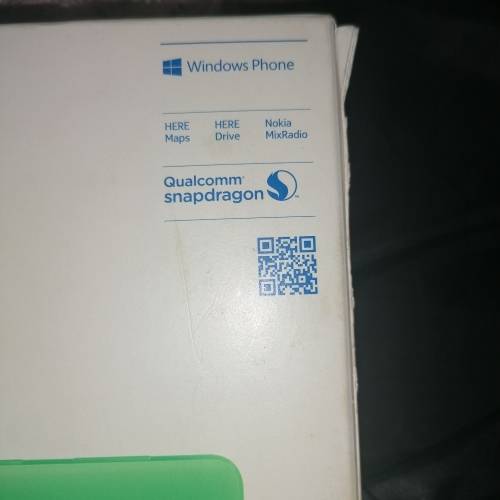 Windows Phone
HERE Maps
HERE Drive
Nokia MixRadio
Qualcomm
snapdragon